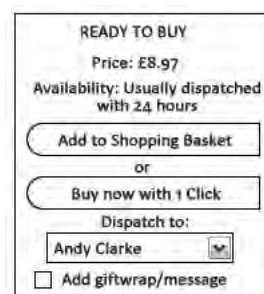 READY TO BUY
Price: £8.97
Availability: Usually dispatched
with 24 hours
Add to Shopping Basket
or
Buy now with 1 Click
Dispatch to:
Andy Clarke
Add giftwrap/message